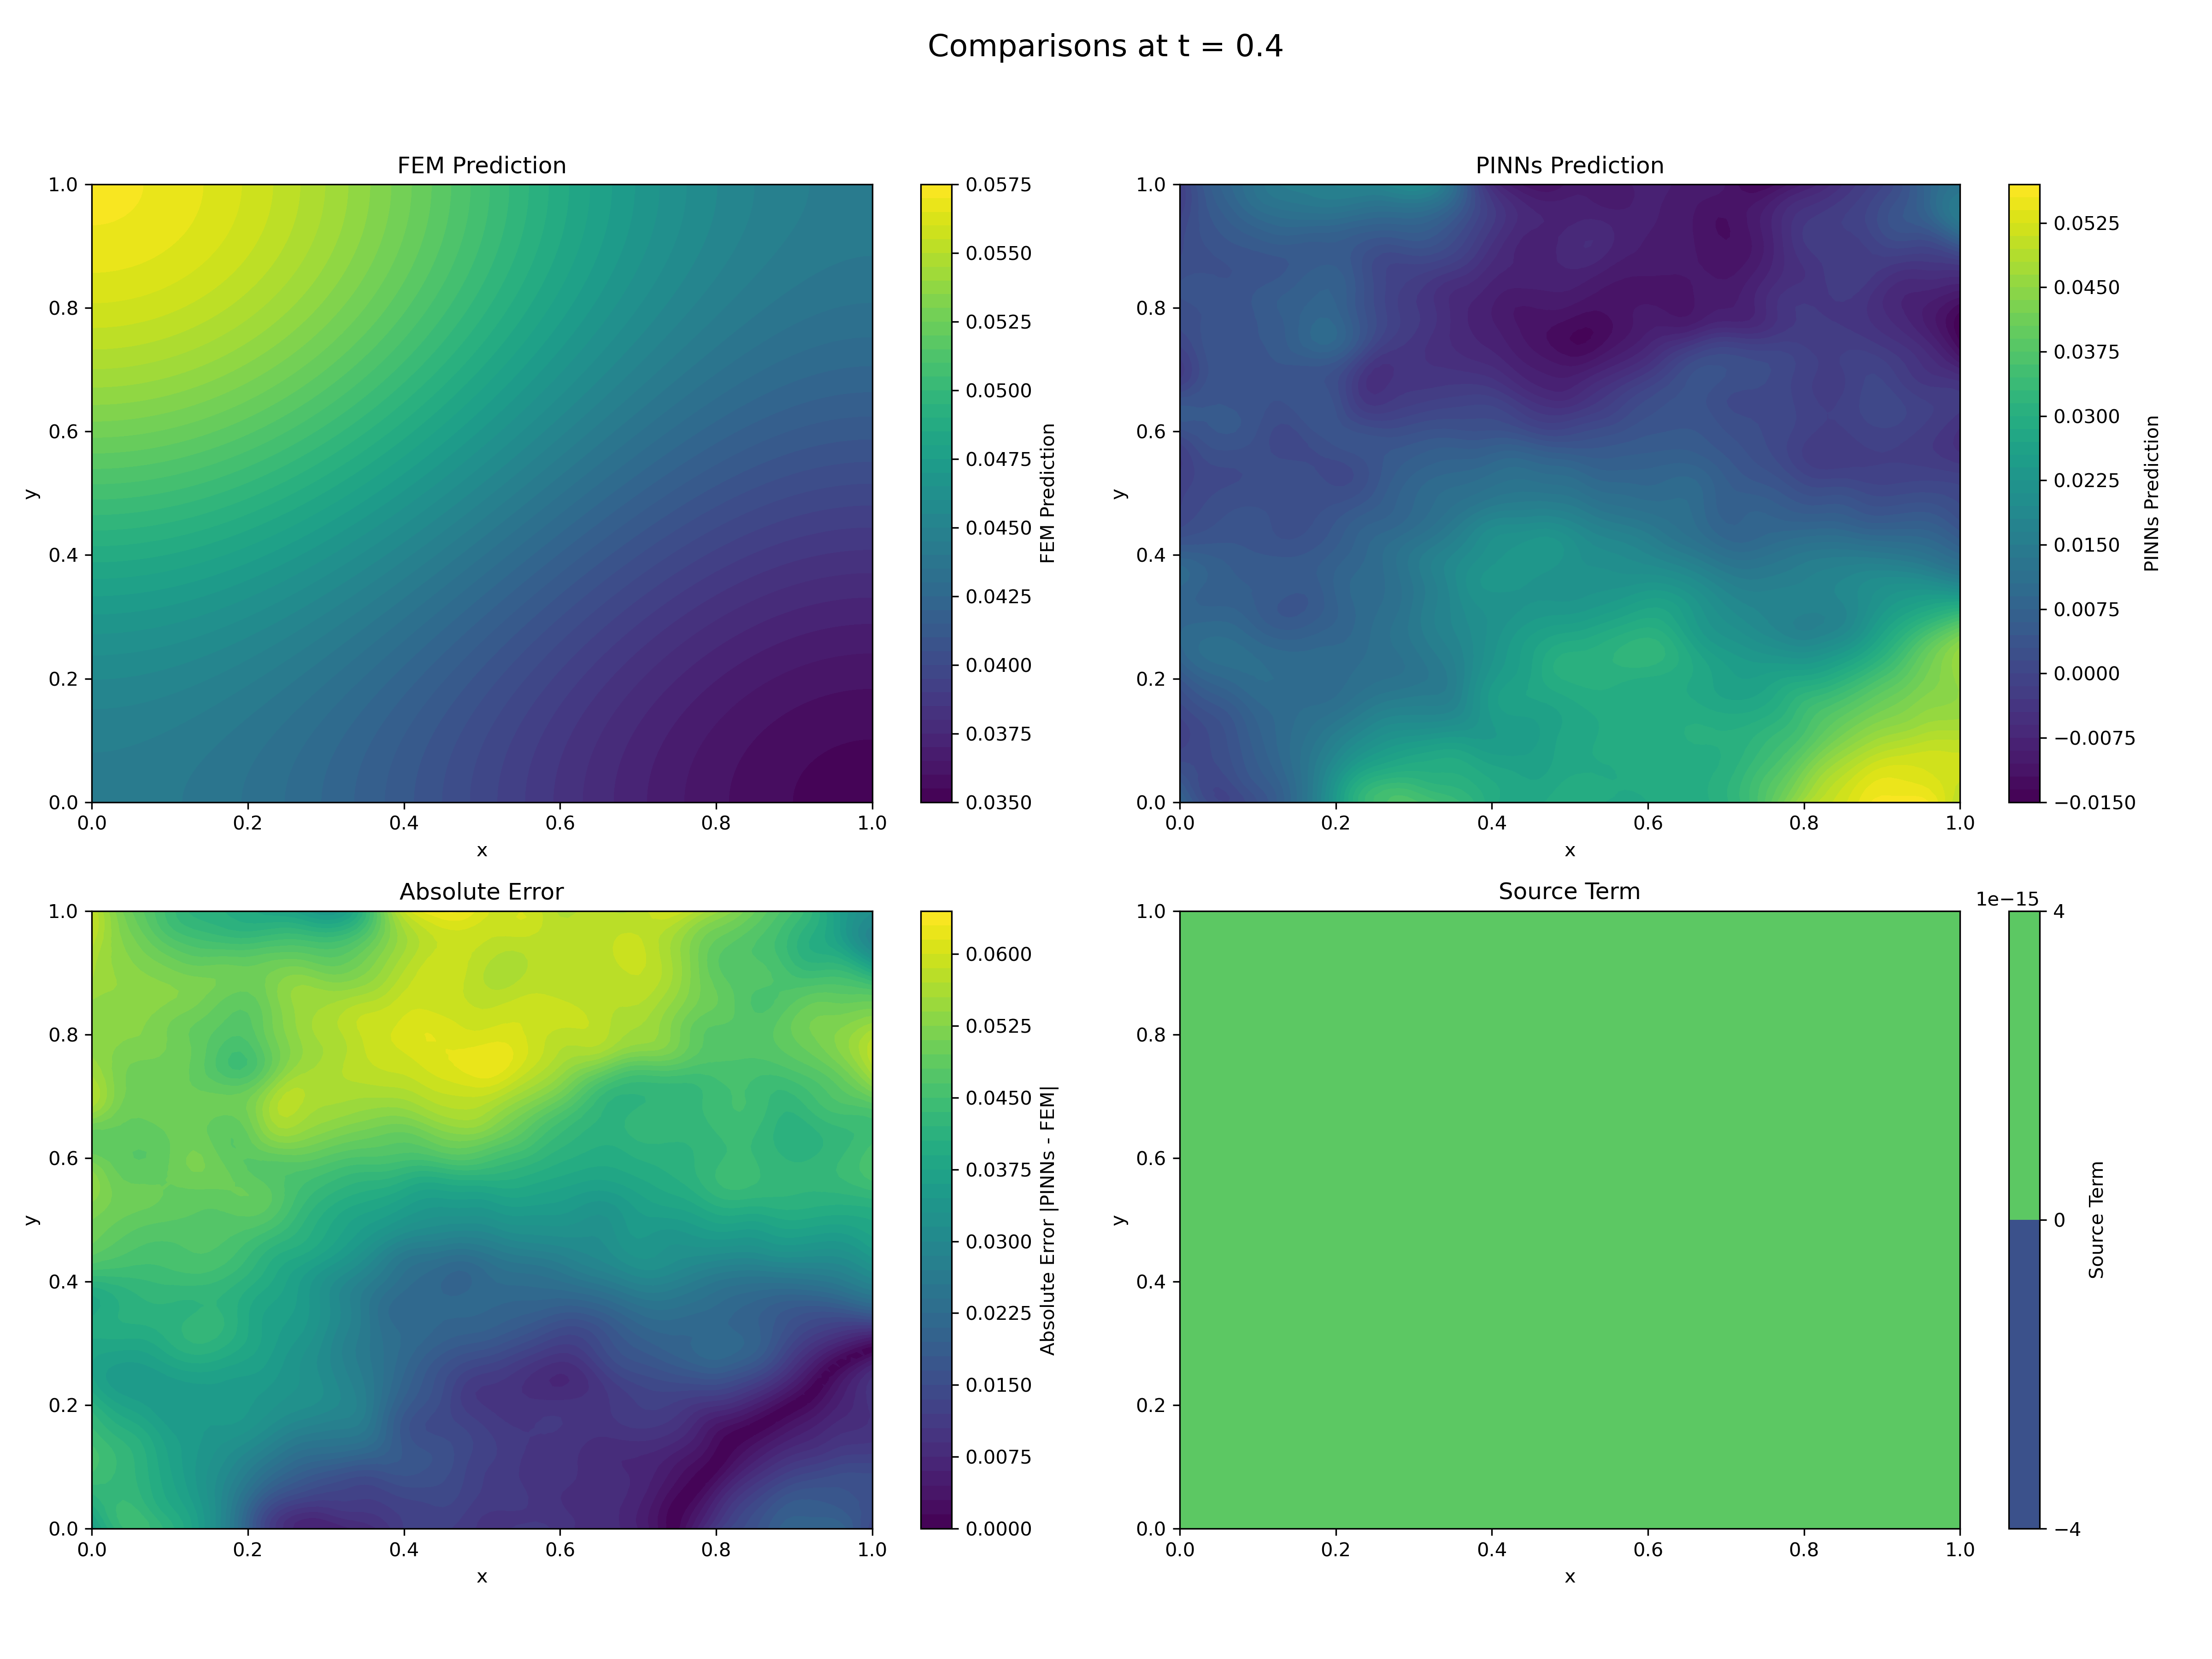 Comparisons at t = 0.4
FEM Prediction
1.0
0.8
0.6
0.4
0.2
0.0
y
0.0 0.2 0.4 0.6 0.8 1.0
x
0.0575
0.0550
0.0525
0.0500
0.0475
0.0450
0.0425
0.0400
0.0375
0.0350
FEM Prediction
PINNs Prediction
1.0
0.8
0.6
0.4
0.2
0.0
y
0.0 0.2 0.4 0.6 0.8 1.0
x
0.0525
0.0450
0.0375
0.0300
0.0225
0.0150
0.0075
0.0000
−0.0075
−0.0150
PINNs Prediction
Absolute Error
1.0
0.8
0.6
0.4
0.2
0.0
y
0.0 0.2 0.4 0.6 0.8 1.0
x
0.0600
0.0525
0.0450
0.0375
0.0300
0.0225
0.0150
0.0075
0.0000
Absolute Error |PINNs - FEM|
Source Term
1.0
0.8
0.6
0.4
0.2
0.0
y
0.0 0.2 0.4 0.6 0.8 1.0
x
1e−15
4
0
−4
Source Term